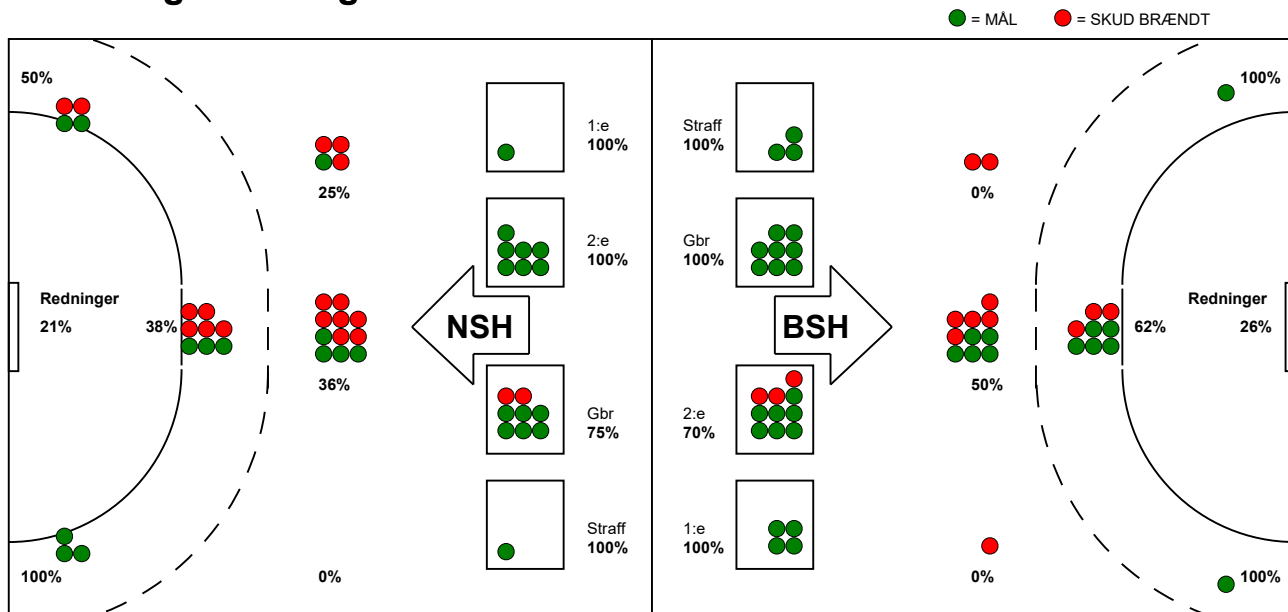 = MÅL
= SKUD BRÆNDT
50%
100%
1:e
100%
Straff
100%
25%
0%
2:e
100%
Gbr
100%
Redninger
21%
38%
NSH
BSH
62%
Redninger
26%
36%
50%
Gbr
75%
2:e
70%
Straff
100%
1:e
100%
100%
0%
0%
100%